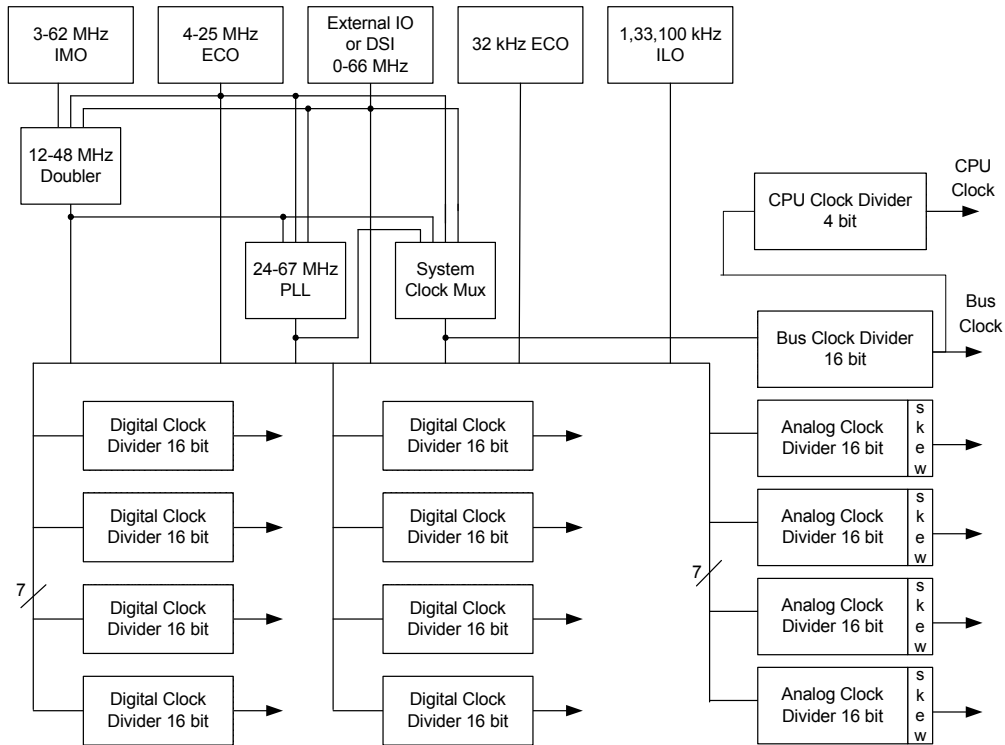 3-62 MHz
IMO
4-25 MHz
ECO
External IO
or DSI
0-66 MHz
32 kHz ECO
1,33,100 kHz
ILO
12-48 MHz
Doubler
24-67 MHz
PLL
System
Clock Mux
CPU Clock Divider
4 bit
CPU
Clock
Bus Clock Divider
16 bit
Bus
Clock
Digital Clock
Divider 16 bit
Digital Clock
Divider 16 bit
Analog Clock
Divider 16 bit
s
k
e
w
Digital Clock
Divider 16 bit
Digital Clock
Divider 16 bit
Analog Clock
Divider 16 bit
s
k
e
w
7
7
Digital Clock
Divider 16 bit
Digital Clock
Divider 16 bit
Analog Clock
Divider 16 bit
s
k
e
w
Digital Clock
Divider 16 bit
Digital Clock
Divider 16 bit
Analog Clock
Divider 16 bit
s
k
e
w